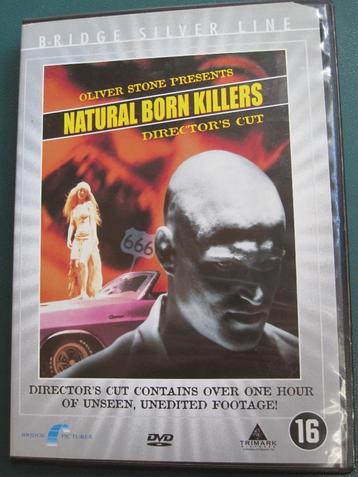 B-RIDGE SILVER LINE
OLIVER STONE PRESENTS
NATURAL BORN KILLERS
DIRECTOR'S CUT
666
DIRECTOR'S CUT CONTAINS OVER ONE HOUR
OF UNSEEN, UNEDITED FOOTAGE!
BRIDGE PICTURES
DVD
TRIMARK
16